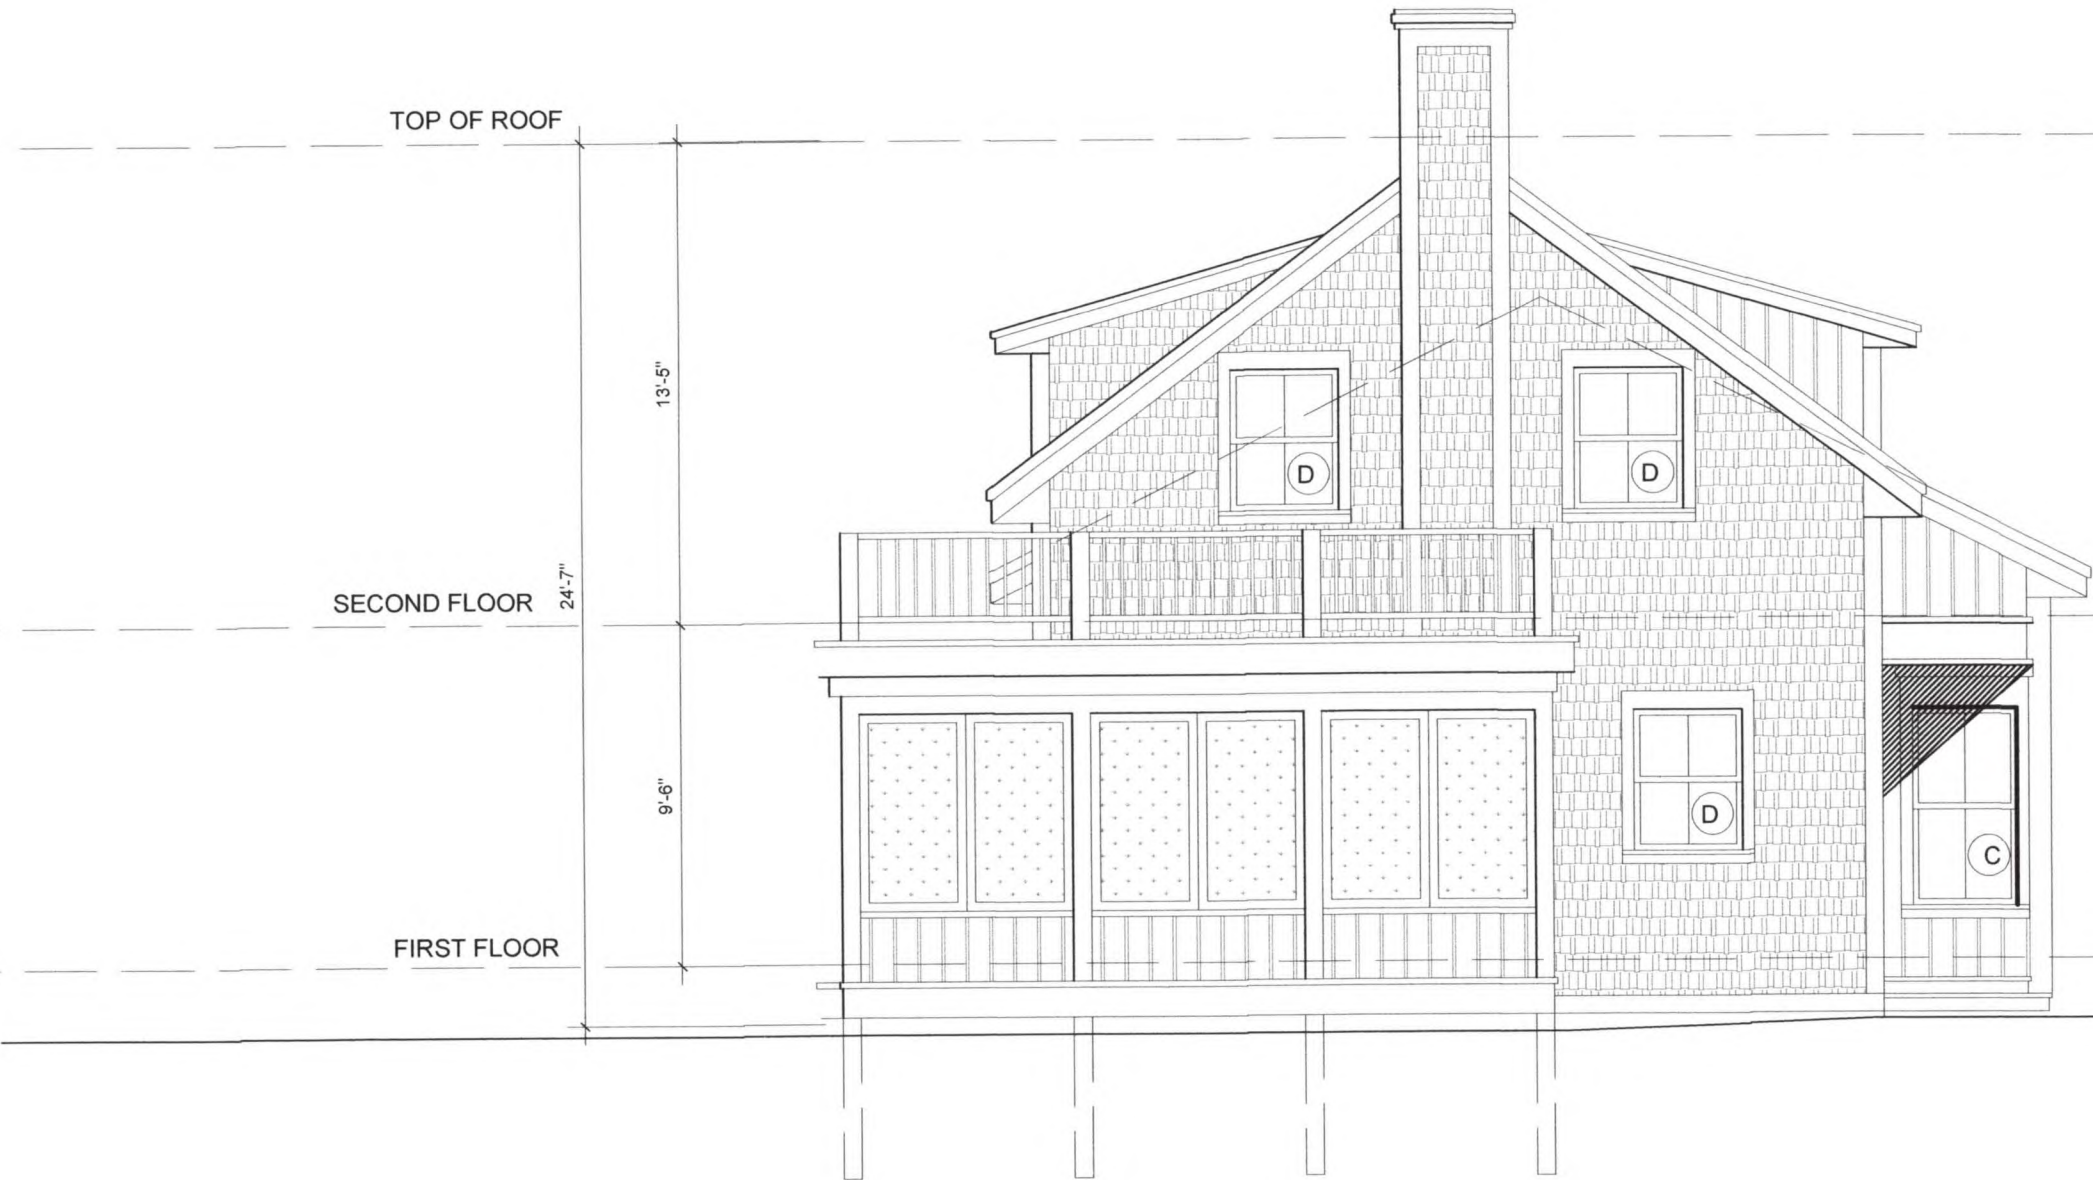 TOP OF ROOF
13'-5"
D
D
SECOND FLOOR
24'-7"
9'-6"
D
C
FIRST FLOOR